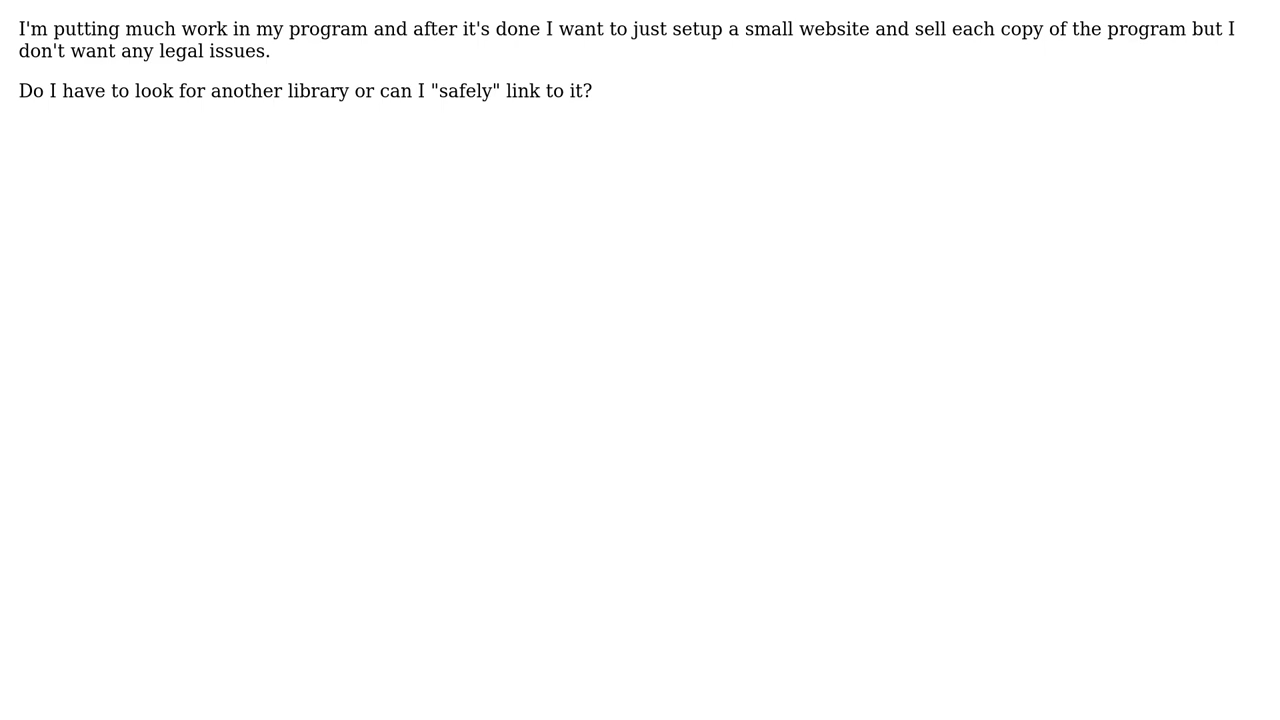 I'm putting much work in my program and after it's done I want to just setup a small website and sell each copy of the program but I
don't want any legal issues.
Do I have to look for another library or can I "safely" link to it?